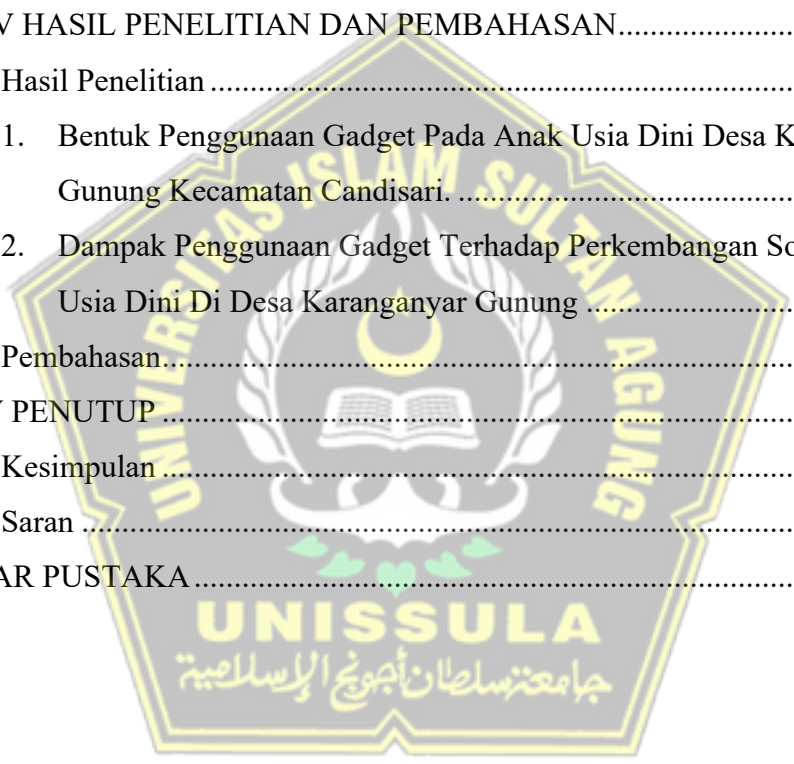 V HASIL PENELITIAN DAN PEMBAHASAN
Hasil Penelitian
1. Bentuk Penggunaan Gadget Pada Anak Usia Dini Desa K
Gunung Kecamatan Candisari.
2. Dampak Penggunaan Gadget Terhadap Perkembangan So
Usia Dini Di Desa Karanganyar Gunung
Pembahasan
PENUTUP
Kesimpulan
Saran
AR PUSTAKA
UNIVERSITAS ISLAM SULTAN AGUNG
UNISSULA
جامعتنسلطان أجونج الإسلامية